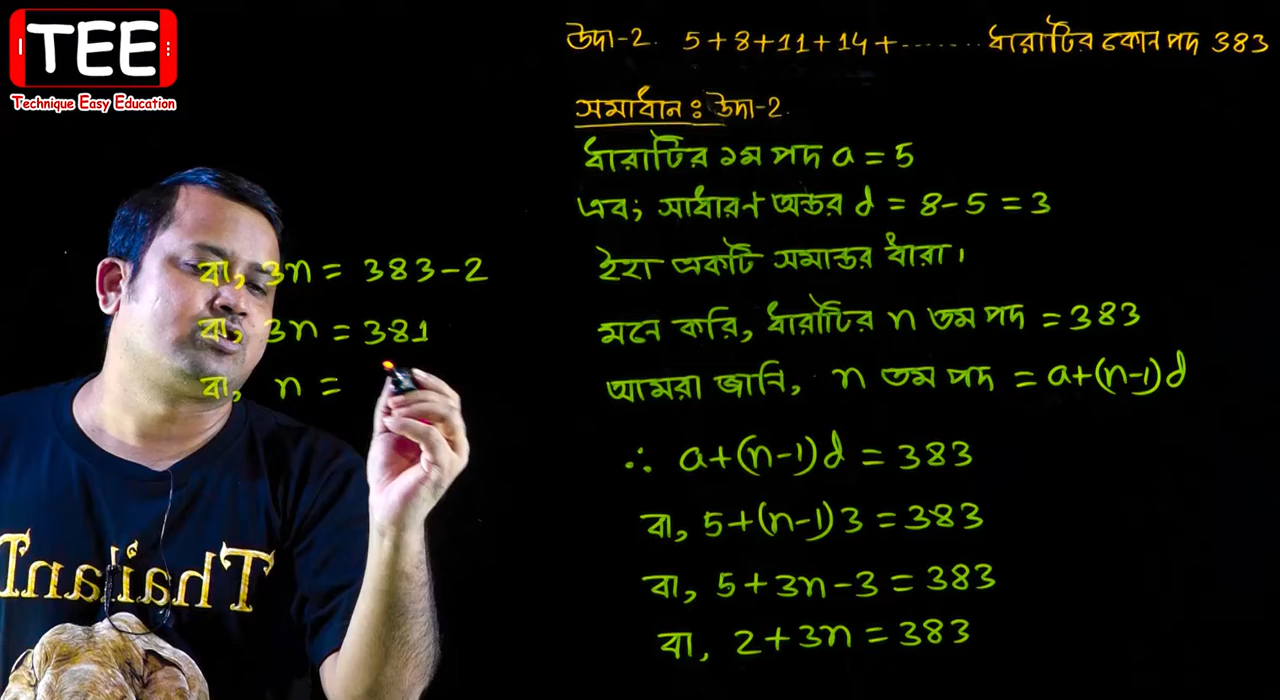 TEE
Technique Easy Education
উদা-2. 5+8+11+14+........ ধারাটির কোন পদ 383
সমাধান : উদা-2.
ধারাটির ১ম পদ a = 5
এবং সাধারণ অন্তর d = 8-5 = 3
ইহা একটি সমান্তর ধারা।
মনে করি, ধারাটির n তম পদ = 383
আমরা জানি, n তম পদ = a+(n-1)d
∴ a+(n-1)d = 383
বা, 5+(n-1)3 = 383
বা, 5+3n-3 = 383
বা, 2+3n = 383
বা, 3n = 383-2
বা, 3n = 381
বা, n =
Thailand